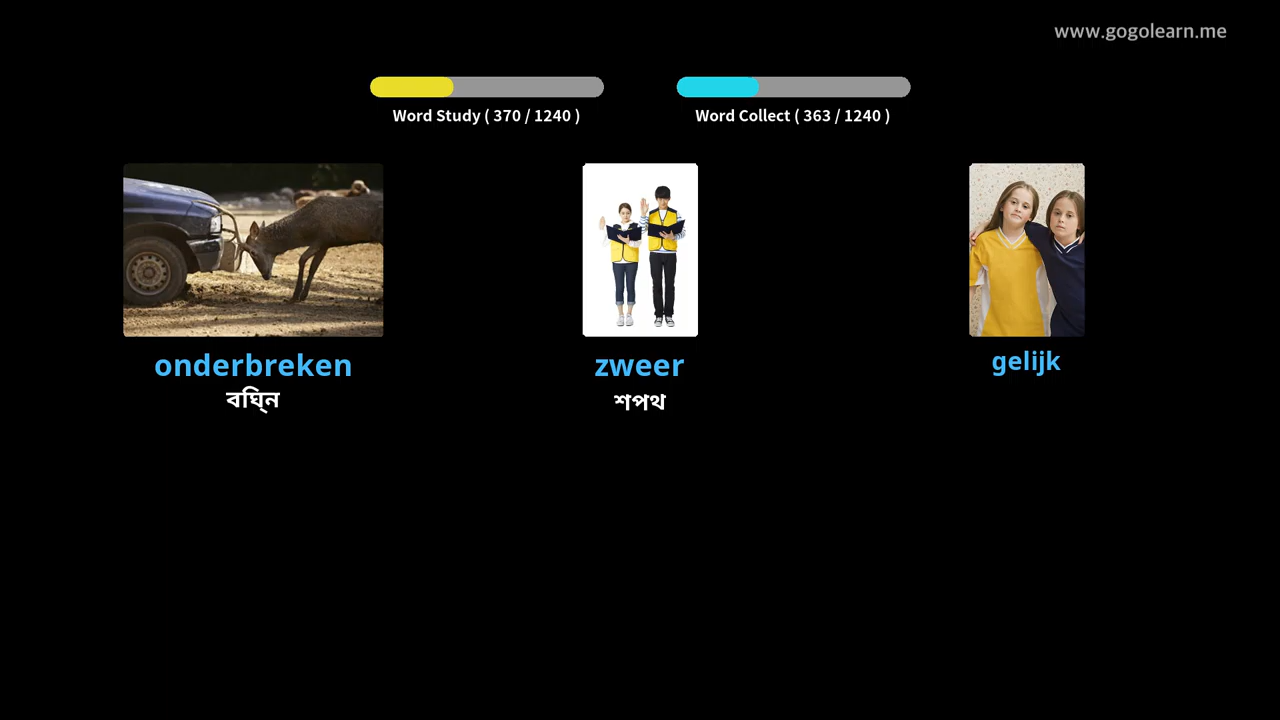 www.gogolearn.me
Word Study ( 370 / 1240 )
Word Collect ( 363 / 1240 )
onderbreken
zweer
gelijk
বিঘ্ন
শপথ